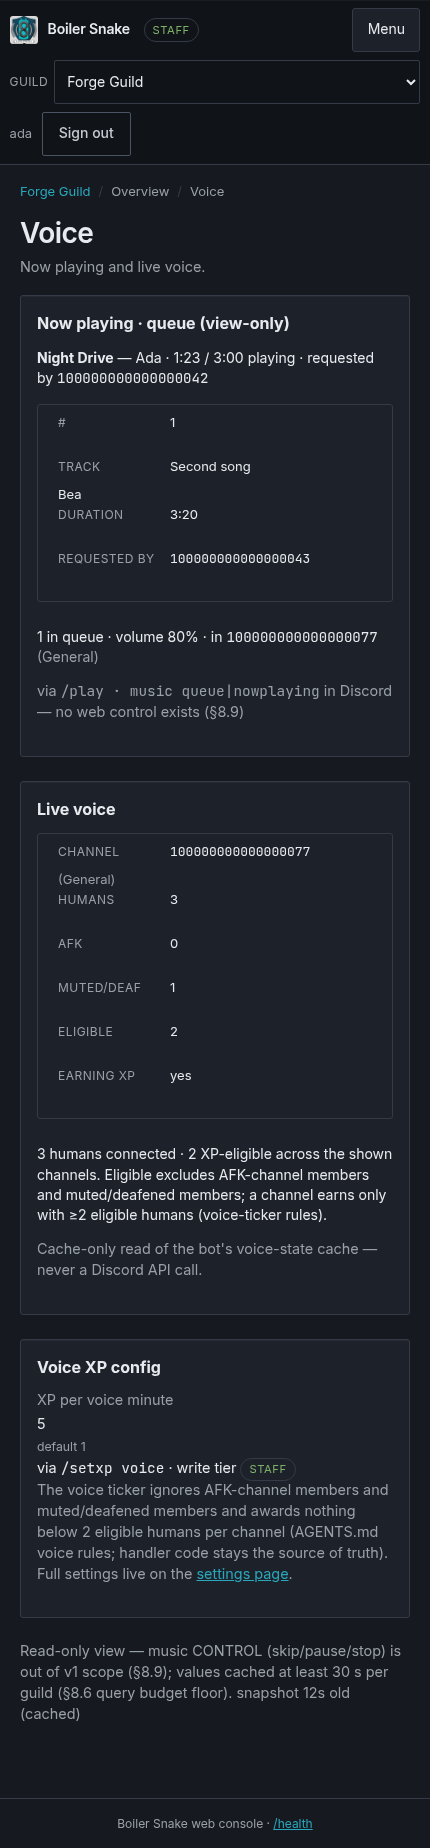 Boiler Snake STAFF Menu
GUILD Forge Guild
ada Sign out
Forge Guild / Overview / Voice
Voice
Now playing and live voice.
Now playing · queue (view-only)
Night Drive — Ada · 1:23 / 3:00 playing · requested
by 100000000000000042
# 1
TRACK Second song
Bea
DURATION 3:20
REQUESTED BY 100000000000000043
1 in queue · volume 80% · in 100000000000000077
(General)
via /play · music queue|nowplaying in Discord
— no web control exists (§8.9)
Live voice
CHANNEL 100000000000000077
(General)
HUMANS 3
AFK 0
MUTED/DEAF 1
ELIGIBLE 2
EARNING XP yes
3 humans connected · 2 XP-eligible across the shown
channels. Eligible excludes AFK-channel members
and muted/deafened members; a channel earns only
with ≥2 eligible humans (voice-ticker rules).
Cache-only read of the bot's voice-state cache —
never a Discord API call.
Voice XP config
XP per voice minute
5
default 1
via /setxp voice · write tier STAFF
The voice ticker ignores AFK-channel members and
muted/deafened members and awards nothing
below 2 eligible humans per channel (AGENTS.md
voice rules; handler code stays the source of truth).
Full settings live on the settings page.
Read-only view — music CONTROL (skip/pause/stop) is
out of v1 scope (§8.9); values cached at least 30 s per
guild (§8.6 query budget floor). snapshot 12s old
(cached)
Boiler Snake web console · /health